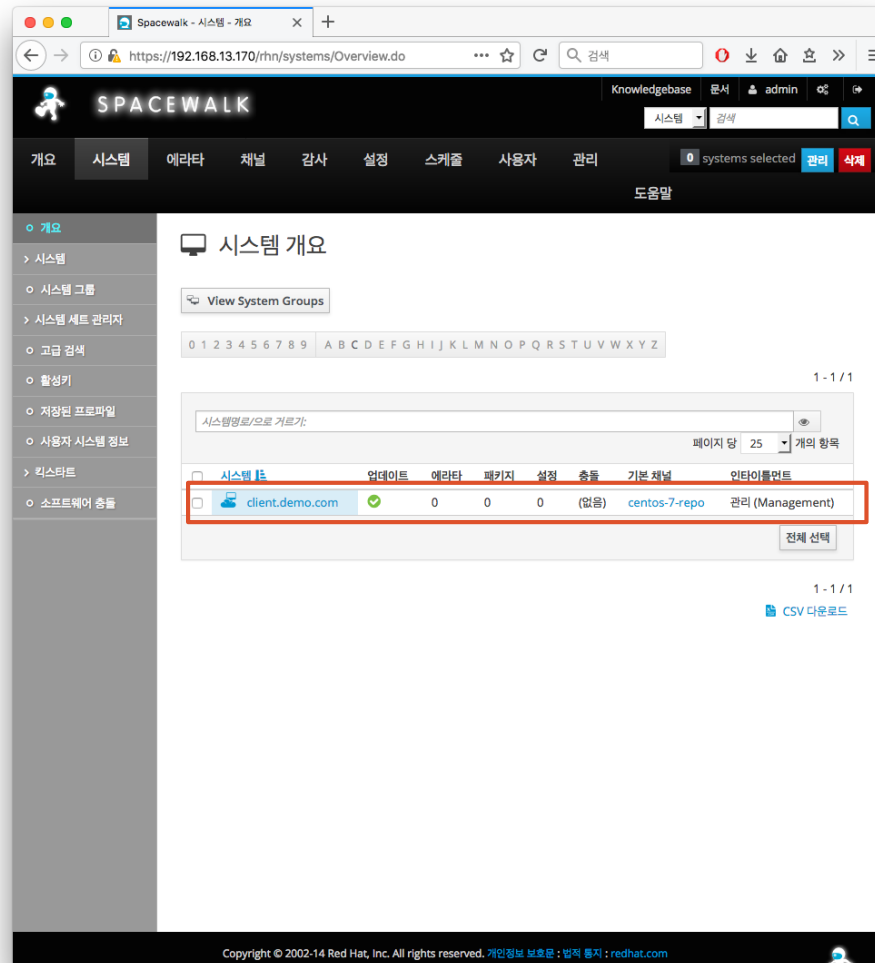 Spacewalk - 시스템 - 개요
https://192.168.13.170/rhn/systems/Overview.do
검색
SPACEWALK
Knowledgebase 문서 admin
시스템 검색
개요 시스템 에라타 채널 감사 설정 스케줄 사용자 관리
0 systems selected 관리 삭제
도움말
개요
시스템
시스템 그룹
시스템 세트 관리자
고급 검색
활성키
저장된 프로파일
사용자 시스템 정보
킥스타트
소프트웨어 충돌
시스템 개요
View System Groups
0 1 2 3 4 5 6 7 8 9 A B C D E F G H I J K L M N O P Q R S T U V W X Y Z
1 - 1 / 1
시스템명로/으로 거르기:
페이지 당 25 개의 항목
시스템 업데이트 에라타 패키지 설정 충돌 기본 채널 인타이틀먼트
client.demo.com 0 0 0 (없음) centos-7-repo 관리 (Management)
전체 선택
1 - 1 / 1
CSV 다운로드
Copyright © 2002-14 Red Hat, Inc. All rights reserved. 개인정보 보호문 : 법적 통지 : redhat.com